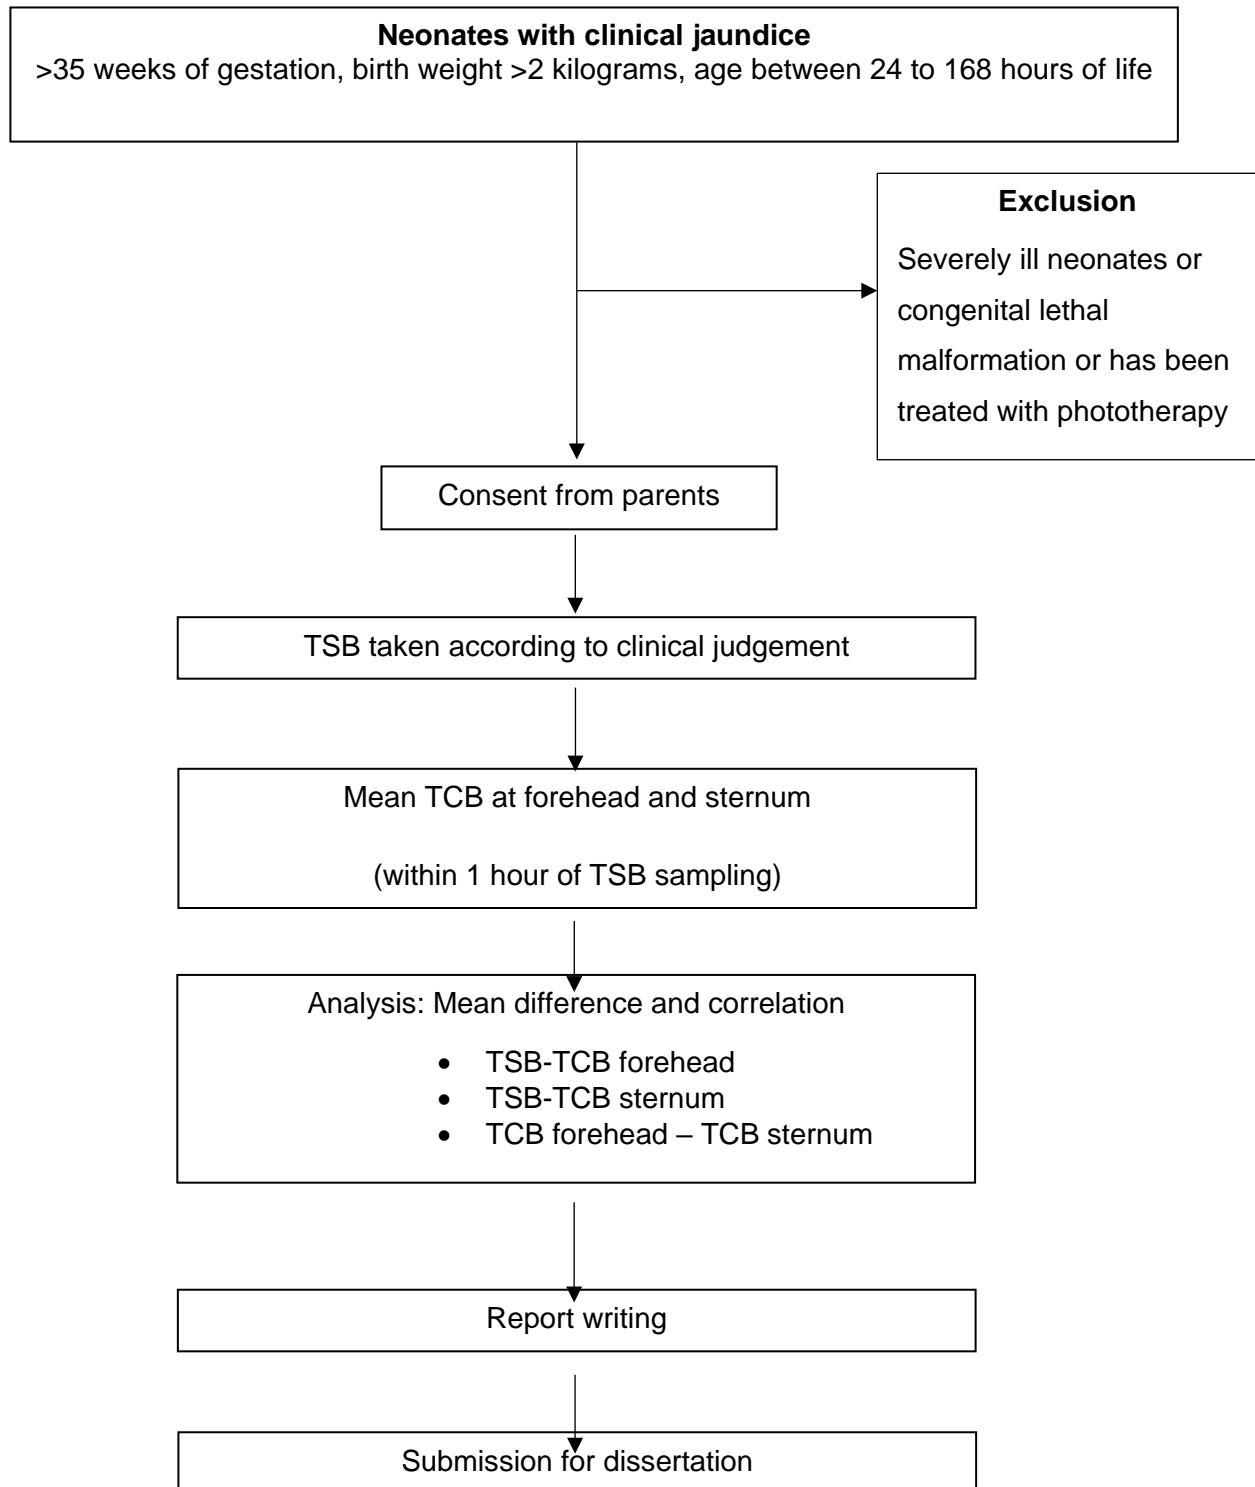 Neonates with clinical jaundice
>35 weeks of gestation, birth weight >2 kilograms, age between 24 to 168 hours of life
Exclusion
Severely ill neonates or
congenital lethal
malformation or has been
treated with phototherapy
Consent from parents
TSB taken according to clinical judgement
Mean TCB at forehead and sternum
(within 1 hour of TSB sampling)
Analysis: Mean difference and correlation
• TSB-TCB forehead
• TSB-TCB sternum
• TCB forehead – TCB sternum
Report writing
Submission for dissertation